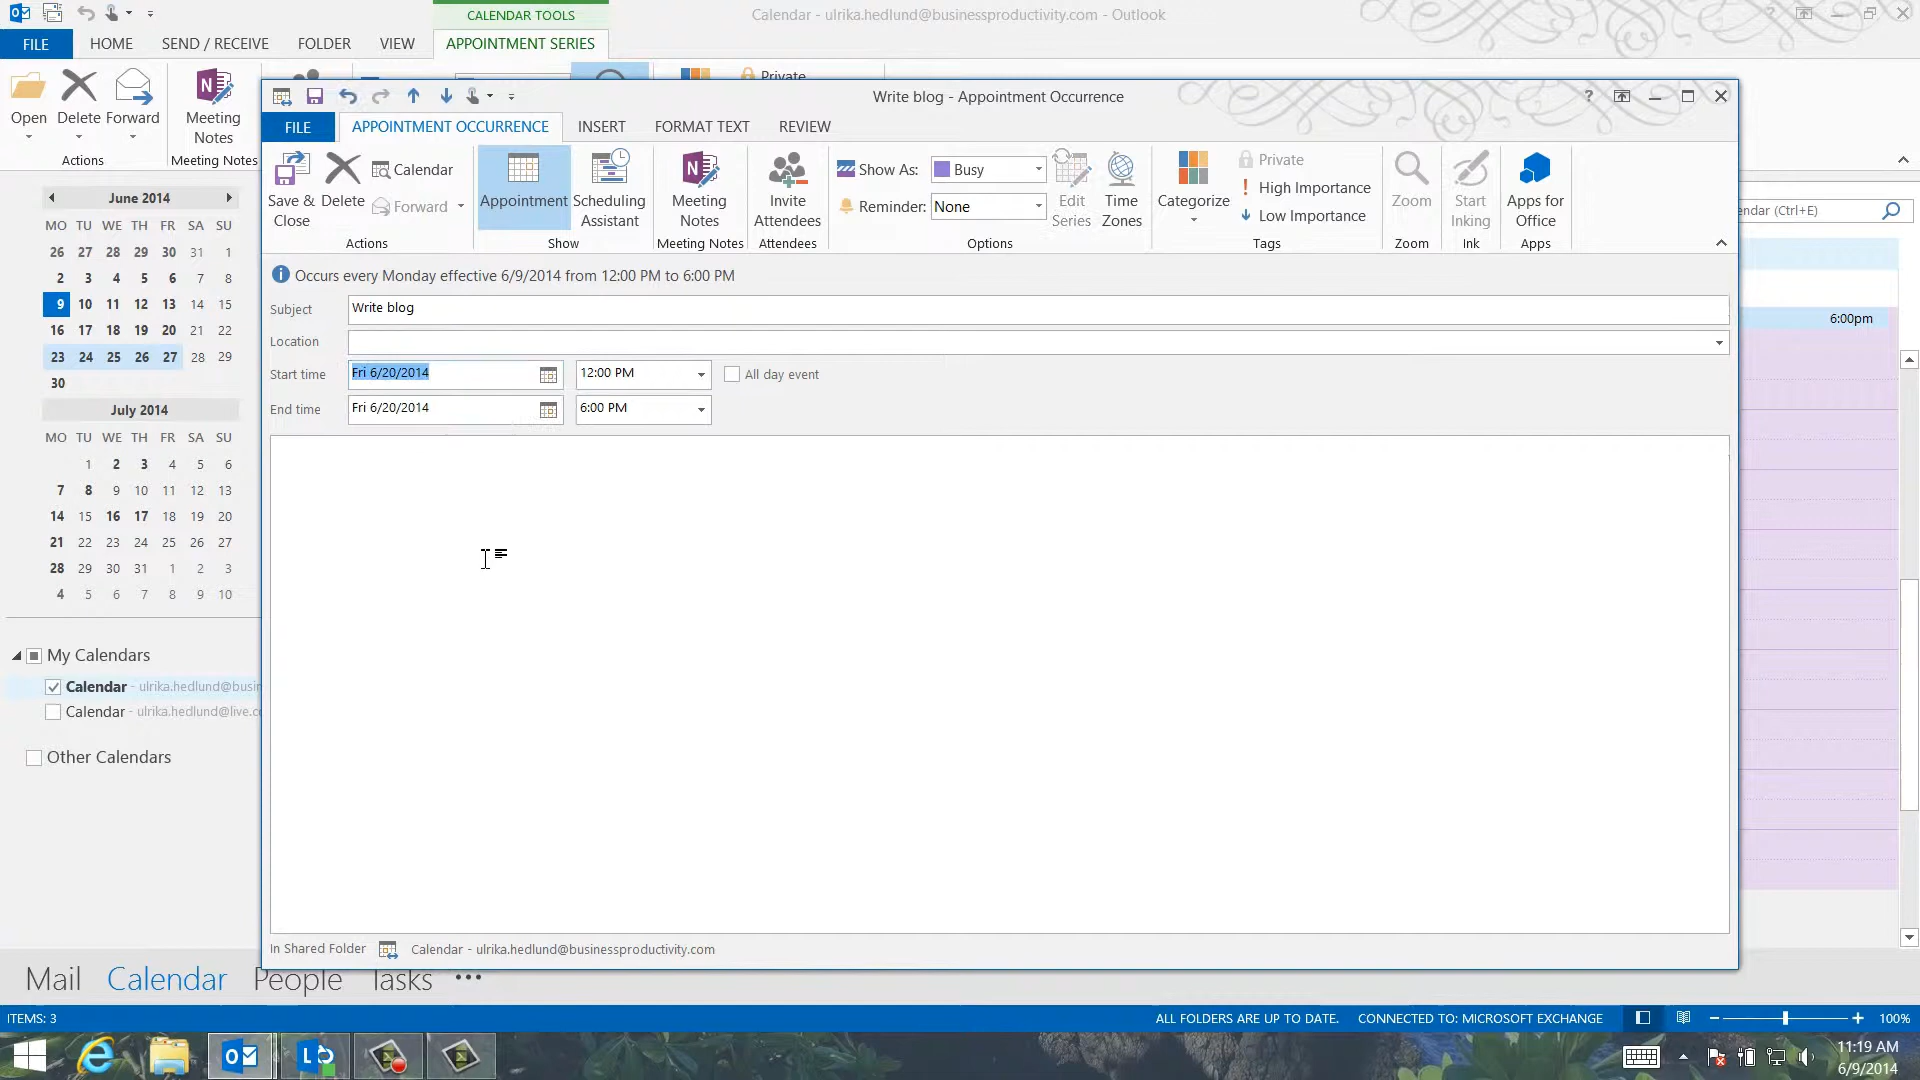 CALENDAR TOOLS
Calendar - ulrika.hedlund@businessproductivity.com - Outlook
FILE HOME SEND / RECEIVE FOLDER VIEW APPOINTMENT SERIES
Open Delete Forward Meeting Notes
Private
Actions Meeting Notes
Write blog - Appointment Occurrence
FILE APPOINTMENT OCCURRENCE INSERT FORMAT TEXT REVIEW
Save & Close Delete Calendar Forward
Appointment Scheduling Assistant
Meeting Notes
Invite Attendees
Show As: Busy
Reminder: None
Edit Series Time Zones
Categorize Private
High Importance
Low Importance
Zoom
Start Inking
Apps for Office
Actions Show Meeting Notes Attendees Options Tags Zoom Ink Apps
Occurs every Monday effective 6/9/2014 from 12:00 PM to 6:00 PM
Subject Write blog
Location
Start time Fri 6/20/2014 12:00 PM All day event
End time Fri 6/20/2014 6:00 PM
In Shared Folder Calendar - ulrika.hedlund@businessproductivity.com
June 2014
MO TU WE TH FR SA SU
26 27 28 29 30 31 1
2 3 4 5 6 7 8
9 10 11 12 13 14 15
16 17 18 19 20 21 22
23 24 25 26 27 28 29
30
July 2014
MO TU WE TH FR SA SU
1 2 3 4 5 6
7 8 9 10 11 12 13
14 15 16 17 18 19 20
21 22 23 24 25 26 27
28 29 30 31 1 2 3
4 5 6 7 8 9 10
My Calendars
Calendar - ulrika.hedlund@busin
Calendar - ulrika.hedlund@live.c
Other Calendars
endar (Ctrl+E)
6:00pm
Mail Calendar People Tasks •••
ITEMS: 3 ALL FOLDERS ARE UP TO DATE. CONNECTED TO: MICROSOFT EXCHANGE 100%
11:19 AM
6/9/2014